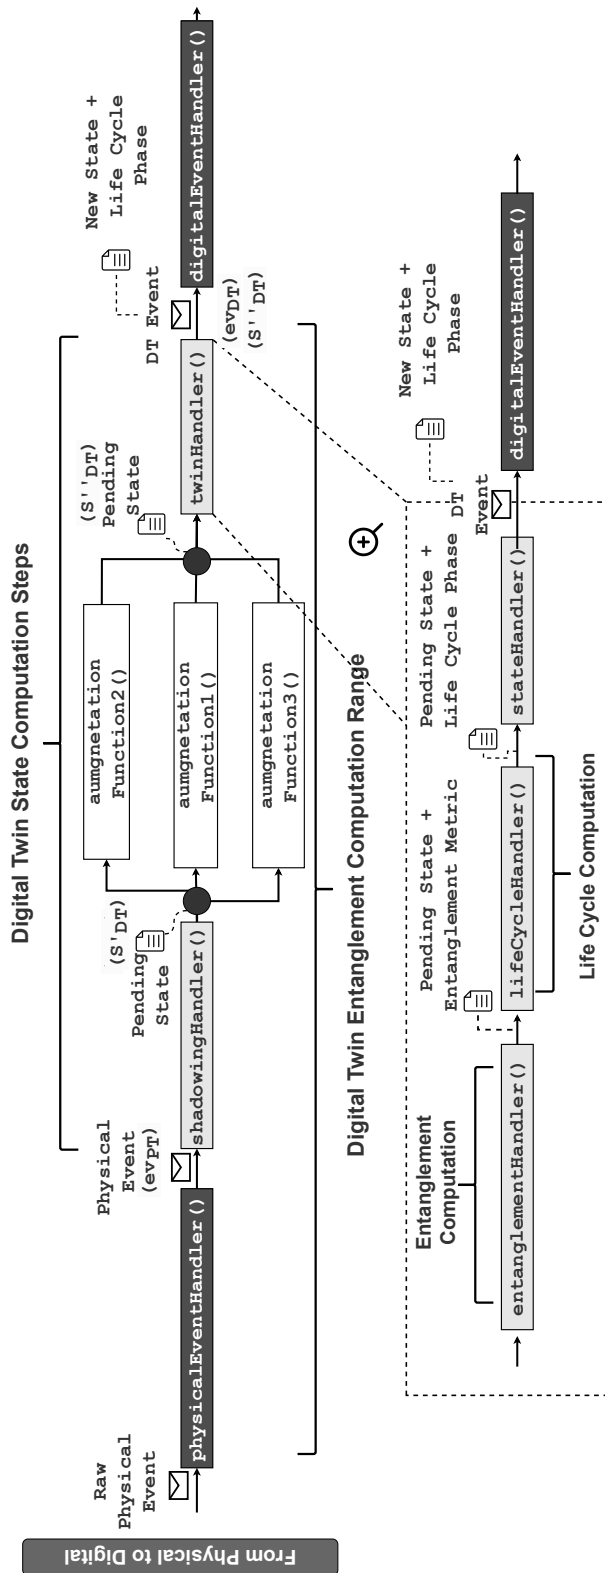 From Physical to Digital
Digital Twin State Computation Steps
Raw
Physical
Event
physicalEventHandler()
Physical
Event
(evPT)
shadowingHandler()
(S'DT)
Pending
State
aumgnetation
Function2()
aumgnetation
Function1()
aumgnetation
Function3()
(S''DT)
Pending
State
twinHandler()
DT Event
(evDT)
(S''DT)
New State +
Life Cycle
Phase
digitalEventHandler()
Digital Twin Entanglement Computation Range
Entanglement
Computation
entanglementHandler()
Pending State +
Entanglement Metric
lifeCycleHandler()
Life Cycle Computation
Pending State +
Life Cycle Phase
stateHandler()
DT
Event
New State +
Life Cycle
Phase
digitalEventHandler()